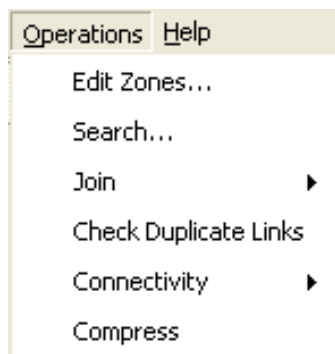 Operations Help
Edit Zones...
Search...
Join
Check Duplicate Links
Connectivity
Compress